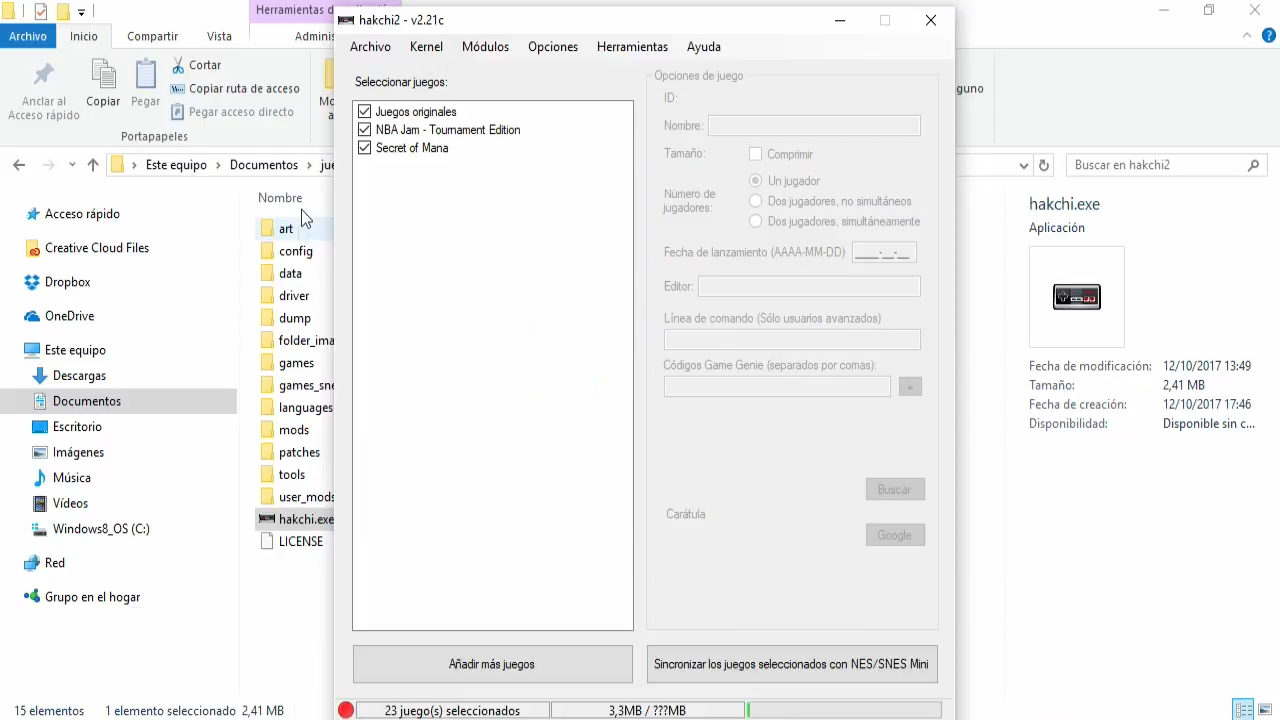 Herramientas d
Archivo
Inicio
Compartir
Vista
Adminis
Anclar al
Acceso rápido
Copiar
Pegar
Cortar
Copiar ruta de acceso
Pegar acceso directo
Portapapeles
Mo
a
guno
Este equipo
Documentos
jue
Buscar en hakchi2
Acceso rápido
Creative Cloud Files
Dropbox
OneDrive
Este equipo
Descargas
Documentos
Escritorio
Imágenes
Música
Vídeos
Windows8_OS (C:)
Red
Grupo en el hogar
Nombre
art
config
data
driver
dump
folder_ima
games
games_sne
languages
mods
patches
tools
user_mods
hakchi.exe
LICENSE
15 elementos
1 elemento seleccionado
2,41 MB
hakchi2 - v2.21c
Archivo
Kernel
Módulos
Opciones
Herramientas
Ayuda
Seleccionar juegos:
Juegos originales
NBA Jam - Tournament Edition
Secret of Mana
Añadir más juegos
Opciones de juego
ID:
Nombre:
Tamaño:
Comprimir
Número de
jugadores:
Un jugador
Dos jugadores, no simultáneos
Dos jugadores, simultáneamente
Fecha de lanzamiento (AAAA-MM-DD)
____-__-__
Editor:
Línea de comando (Sólo usuarios avanzados)
Códigos Game Genie (separados por comas):
+
Buscar
Carátula
Google
Sincronizar los juegos seleccionados con NES/SNES Mini
23 juego(s) seleccionados
3,3MB / ???MB
hakchi.exe
Aplicación
Fecha de modificación: 12/10/2017 13:49
Tamaño: 2,41 MB
Fecha de creación: 12/10/2017 17:46
Disponibilidad: Disponible sin c...